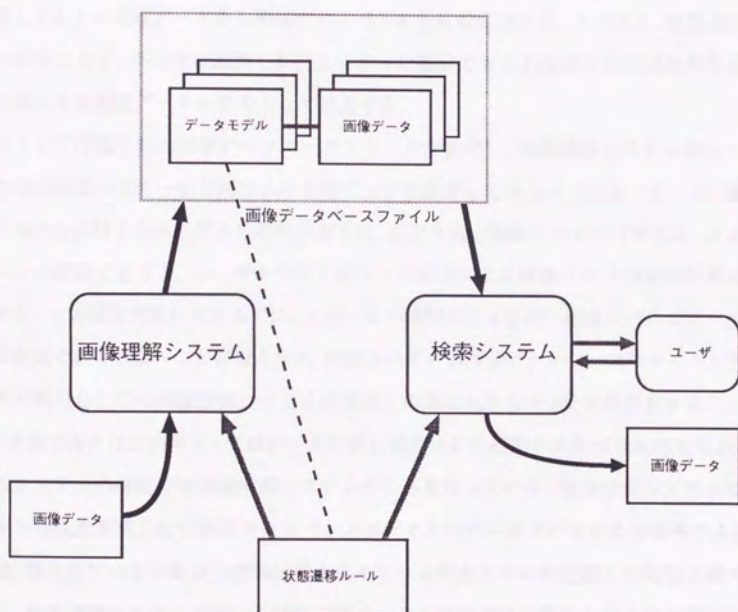 データモデル
画像データ
画像データベースファイル
画像理解システム
検索システム
ユーザ
画像データ
画像データ
状態遷移ルール